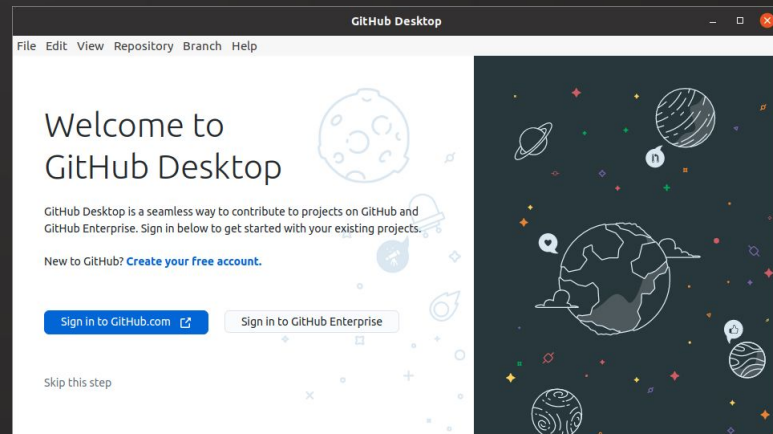 GitHub Desktop
File Edit View Repository Branch Help
Welcome to
GitHub Desktop
GitHub Desktop is a seamless way to contribute to projects on GitHub and
GitHub Enterprise. Sign in below to get started with your existing projects.
New to GitHub? Create your free account.
Sign in to GitHub.com
Sign in to GitHub Enterprise
Skip this step